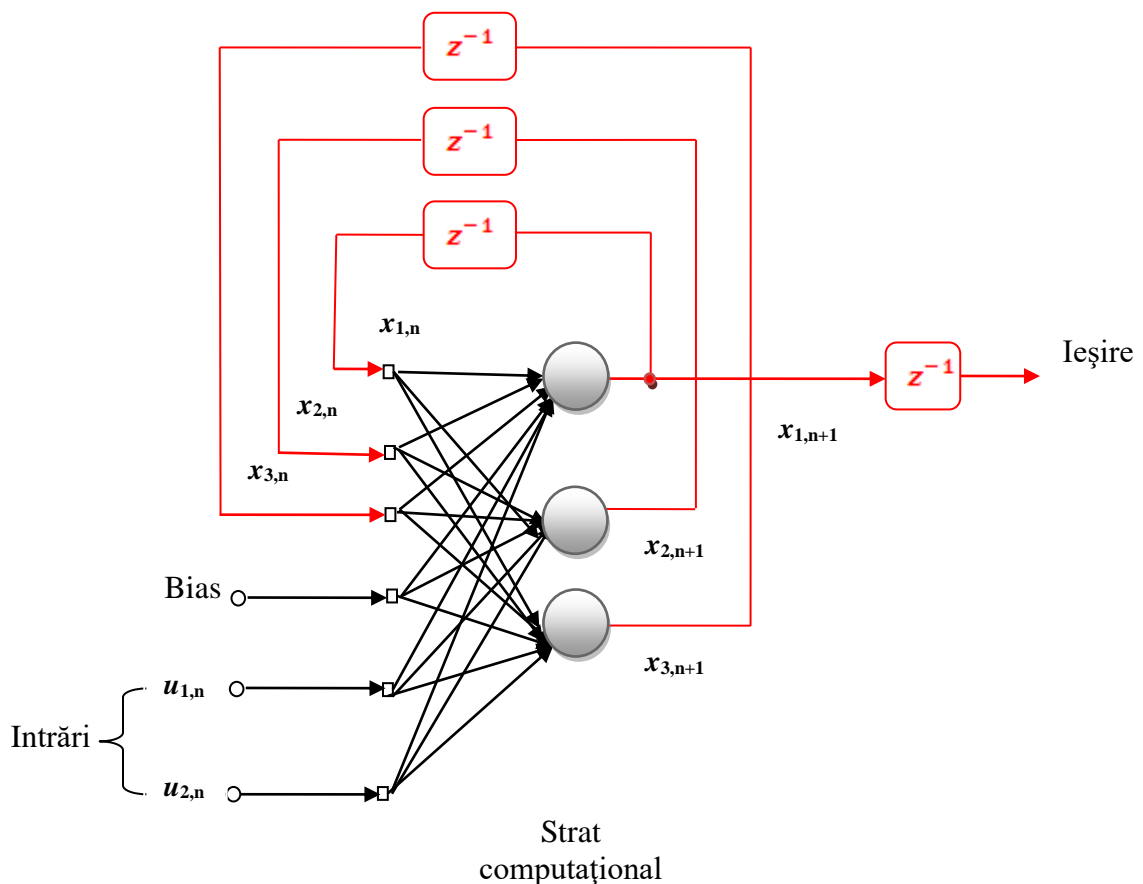 z⁻¹
z⁻¹
z⁻¹
x1,n
Ieşire
z⁻¹
x2,n
x1,n+1
x3,n
x2,n+1
Bias
x3,n+1
u1,n
Intrări
u2,n
Strat
computaţional